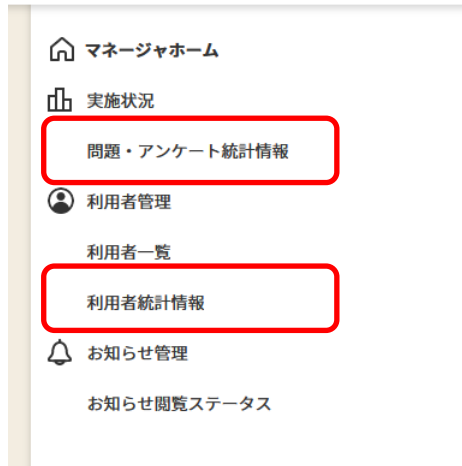 マネージャホーム
実施状況
問題・アンケート統計情報
利用者管理
利用者一覧
利用者統計情報
お知らせ管理
お知らせ閲覧ステータス